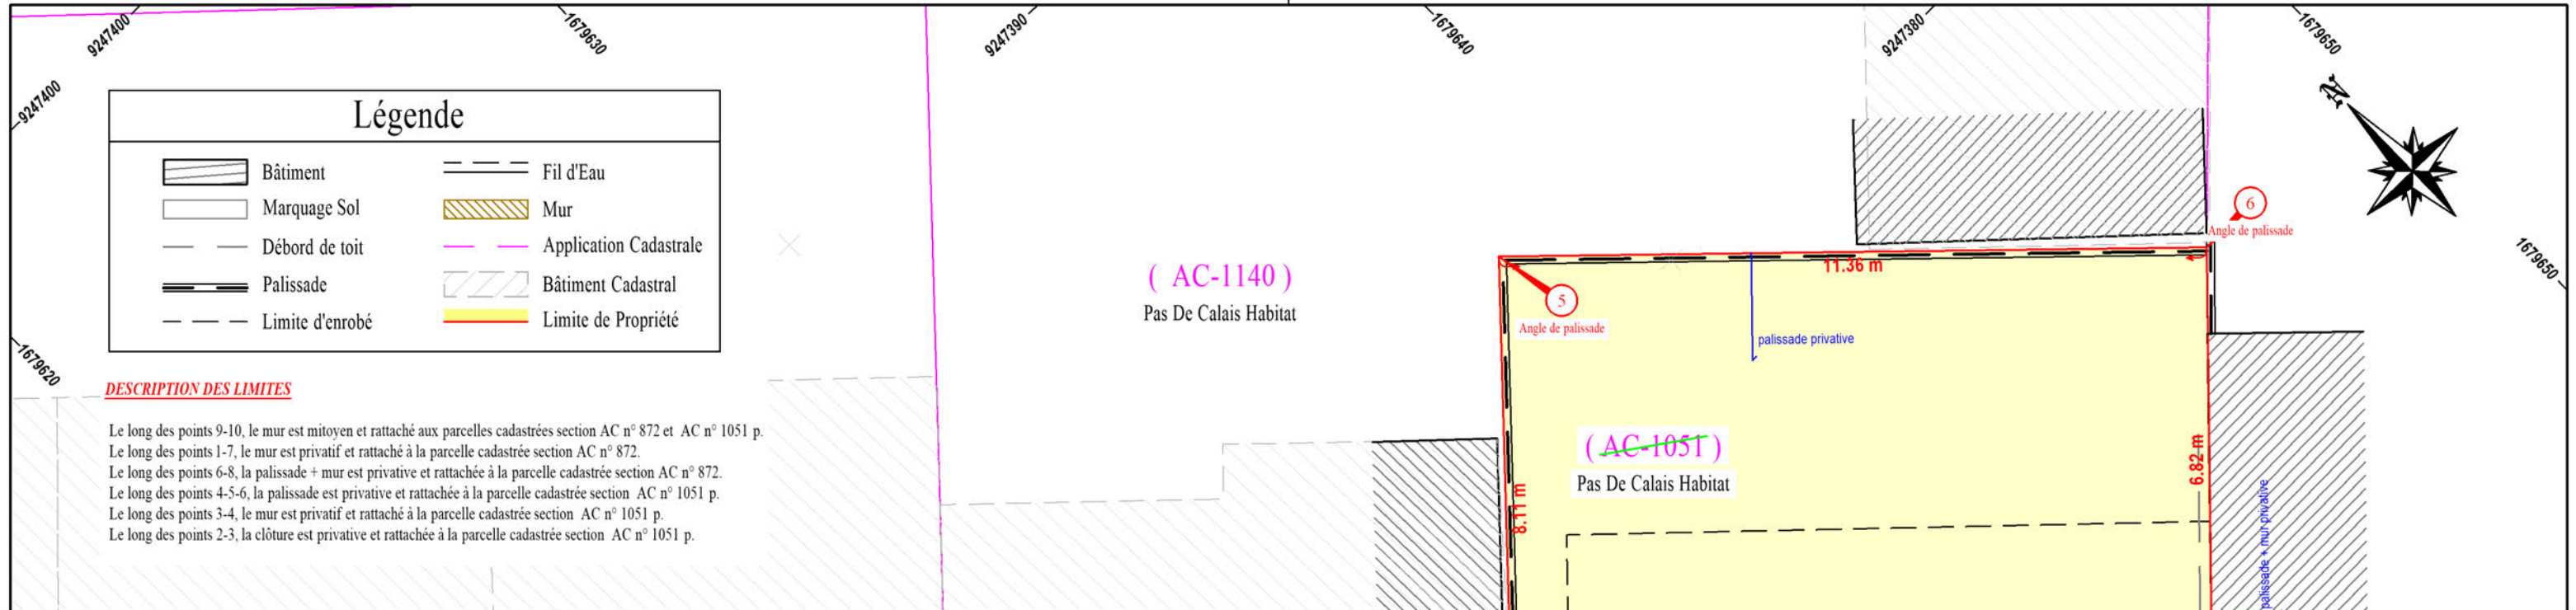 9247400
1679630
9247390
1679640
9247380
1679650
9247400
N
Légende
Bâtiment
Fil d'Eau
Marquage Sol
Mur
Débord de toit
Application Cadastrale
Palissade
Bâtiment Cadastral
Limite d'enrobé
Limite de Propriété
6
Angle de palissade
1679650
( AC-1140 )
Pas De Calais Habitat
11.36 m
5
Angle de palissade
palissade privative
1679620
DESCRIPTION DES LIMITES
Le long des points 9-10, le mur est mitoyen et rattaché aux parcelles cadastrées section AC n° 872 et AC n° 1051 p.
Le long des points 1-7, le mur est privatif et rattaché à la parcelle cadastrée section AC n° 872.
Le long des points 6-8, la palissade + mur est privative et rattachée à la parcelle cadastrée section AC n° 872.
Le long des points 4-5-6, la palissade est privative et rattachée à la parcelle cadastrée section AC n° 1051 p.
Le long des points 3-4, le mur est privatif et rattaché à la parcelle cadastrée section AC n° 1051 p.
Le long des points 2-3, la clôture est privative et rattachée à la parcelle cadastrée section AC n° 1051 p.
( AC-1051 )
Pas De Calais Habitat
8.11 m
6.82 m
palissade + mur privative